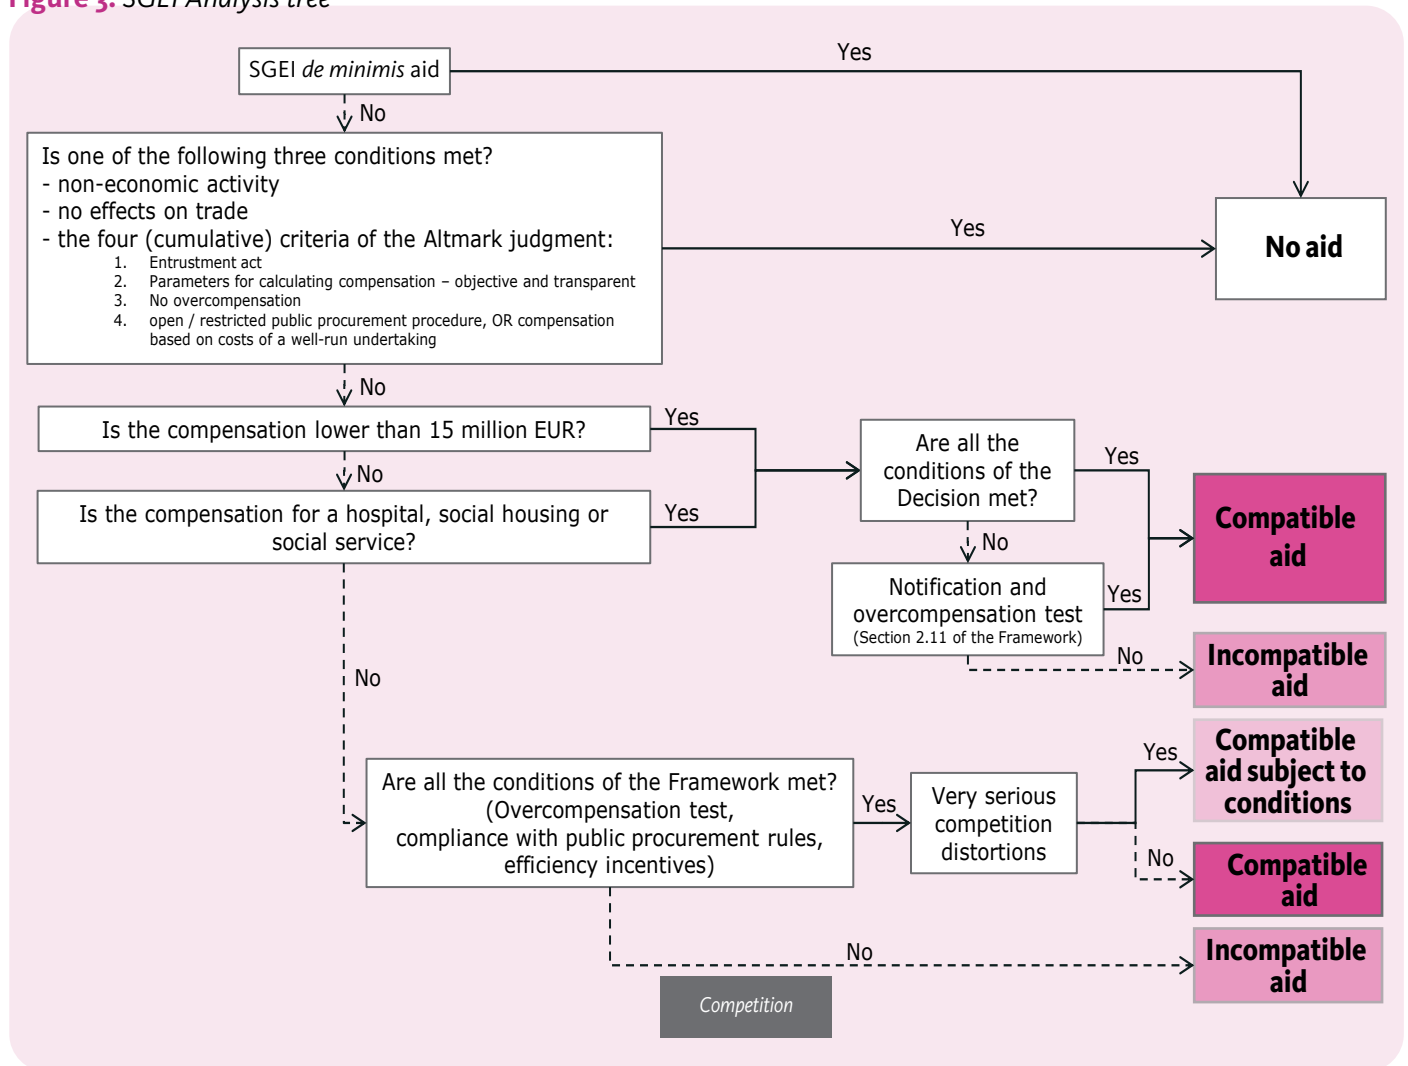 Figure 3: SGEI Analysis tree
SGEI de minimis aid
Yes
No
Is one of the following three conditions met?
- non-economic activity
- no effects on trade
- the four (cumulative) criteria of the Altmark judgment:
1. Entrustment act
2. Parameters for calculating compensation – objective and transparent
3. No overcompensation
4. open / restricted public procurement procedure, OR compensation
based on costs of a well-run undertaking
Yes
No aid
No
Is the compensation lower than 15 million EUR?
Yes
No
Is the compensation for a hospital, social housing or
social service?
Yes
Are all the
conditions of the
Decision met?
Yes
No
Notification and
overcompensation test
(Section 2.11 of the Framework)
Yes
Compatible
aid
No
Incompatible
aid
No
Are all the conditions of the Framework met?
(Overcompensation test,
compliance with public procurement rules,
efficiency incentives)
Yes
Very serious
competition
distortions
Yes
Compatible
aid subject to
conditions
No
Compatible
aid
No
Incompatible
aid
Competition